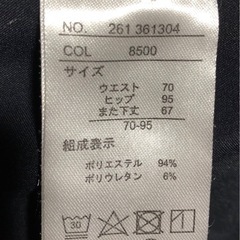 NO. 261 361304
COL 8500
サイズ
ウエスト 70
ヒップ 95
また下丈 67
70-95
組成表示
ポリエステル 94%
ポリウレタン 6%
30